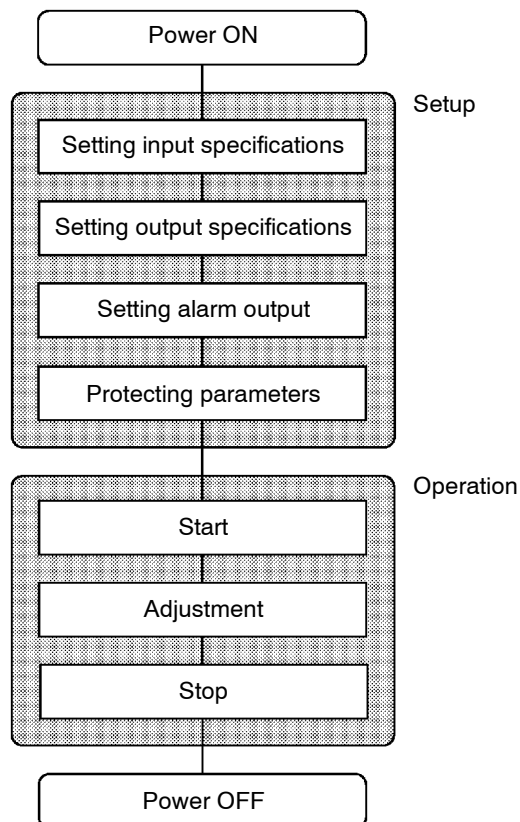 Power ON
Setup
Setting input specifications
Setting output specifications
Setting alarm output
Protecting parameters
Operation
Start
Adjustment
Stop
Power OFF